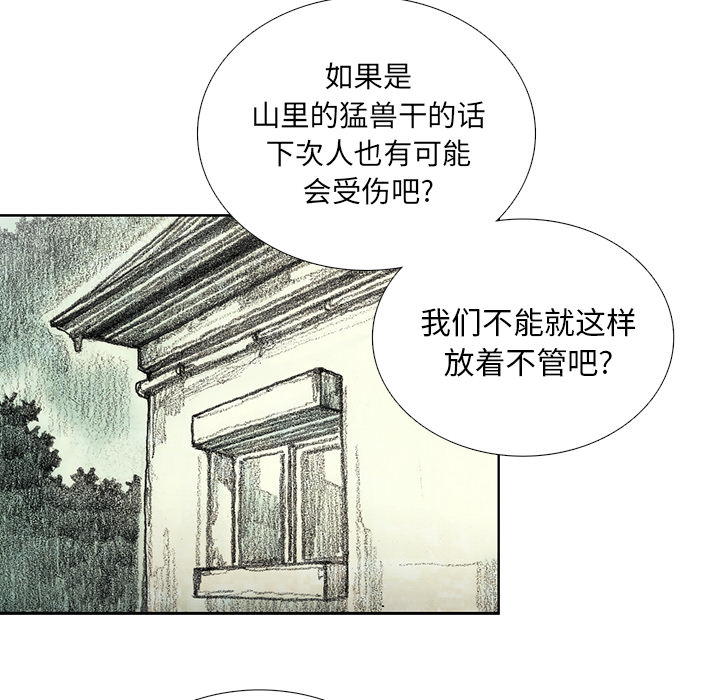 如果是
山里的猛兽干的话
下次人也有可能
会受伤吧?
我们不能就这样
放着不管吧?